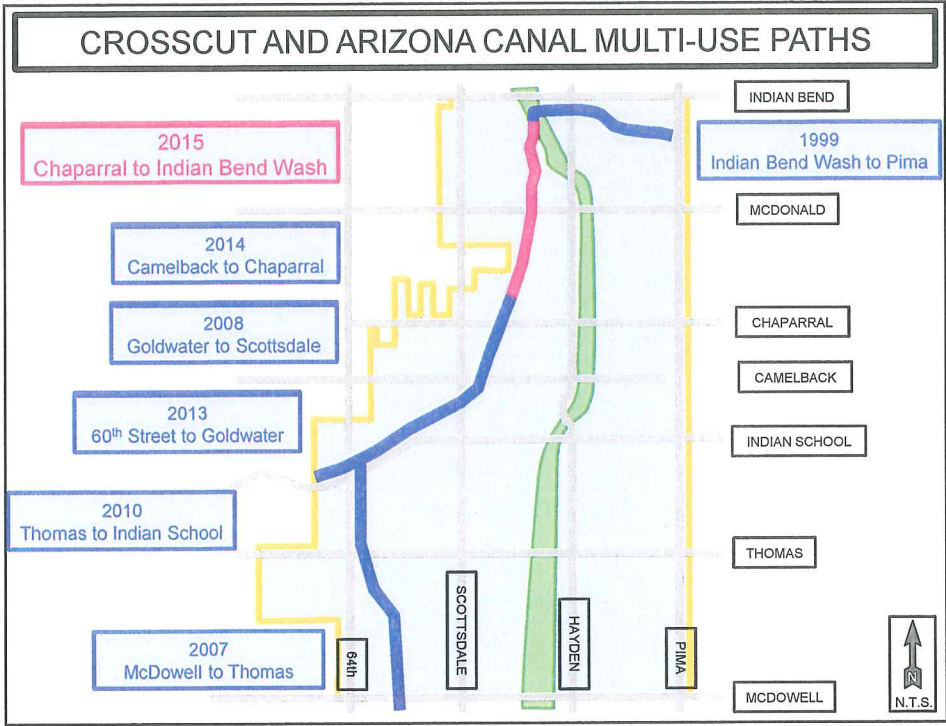 CROSSCUT AND ARIZONA CANAL MULTI-USE PATHS
INDIAN BEND
2015
Chaparral to Indian Bend Wash
1999
Indian Bend Wash to Pima
MCDONALD
2014
Camelback to Chaparral
2008
Goldwater to Scottsdale
CHAPARRAL
CAMELBACK
2013
60th Street to Goldwater
INDIAN SCHOOL
2010
Thomas to Indian School
THOMAS
SCOTTSDALE
HAYDEN
2007
McDowell to Thomas
64th
PIMA
MCDOWELL
N
N.T.S.